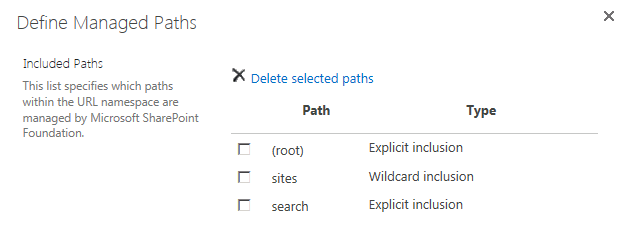 Define Managed Paths
Included Paths
This list specifies which paths
within the URL namespace are
managed by Microsoft SharePoint
Foundation.
Delete selected paths
Path Type
(root) Explicit inclusion
sites Wildcard inclusion
search Explicit inclusion